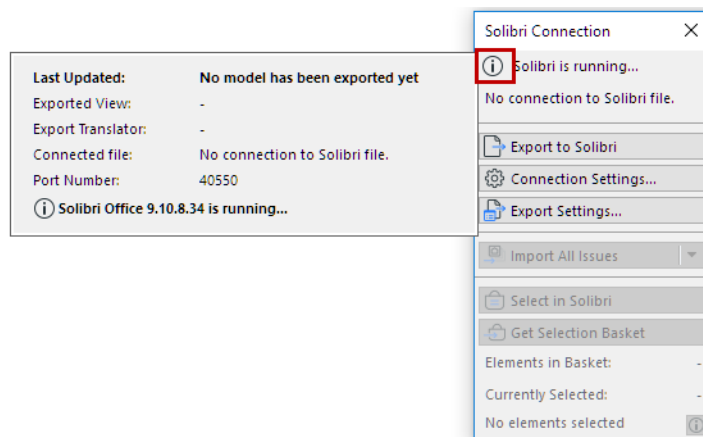 Solibri Connection
Solibri is running...
No connection to Solibri file.
Export to Solibri
Connection Settings...
Export Settings...
Import All Issues
Select in Solibri
Get Selection Basket
Elements in Basket: -
Currently Selected: -
No elements selected
Last Updated: No model has been exported yet
Exported View: -
Export Translator: -
Connected file: No connection to Solibri file.
Port Number: 40550
Solibri Office 9.10.8.34 is running...